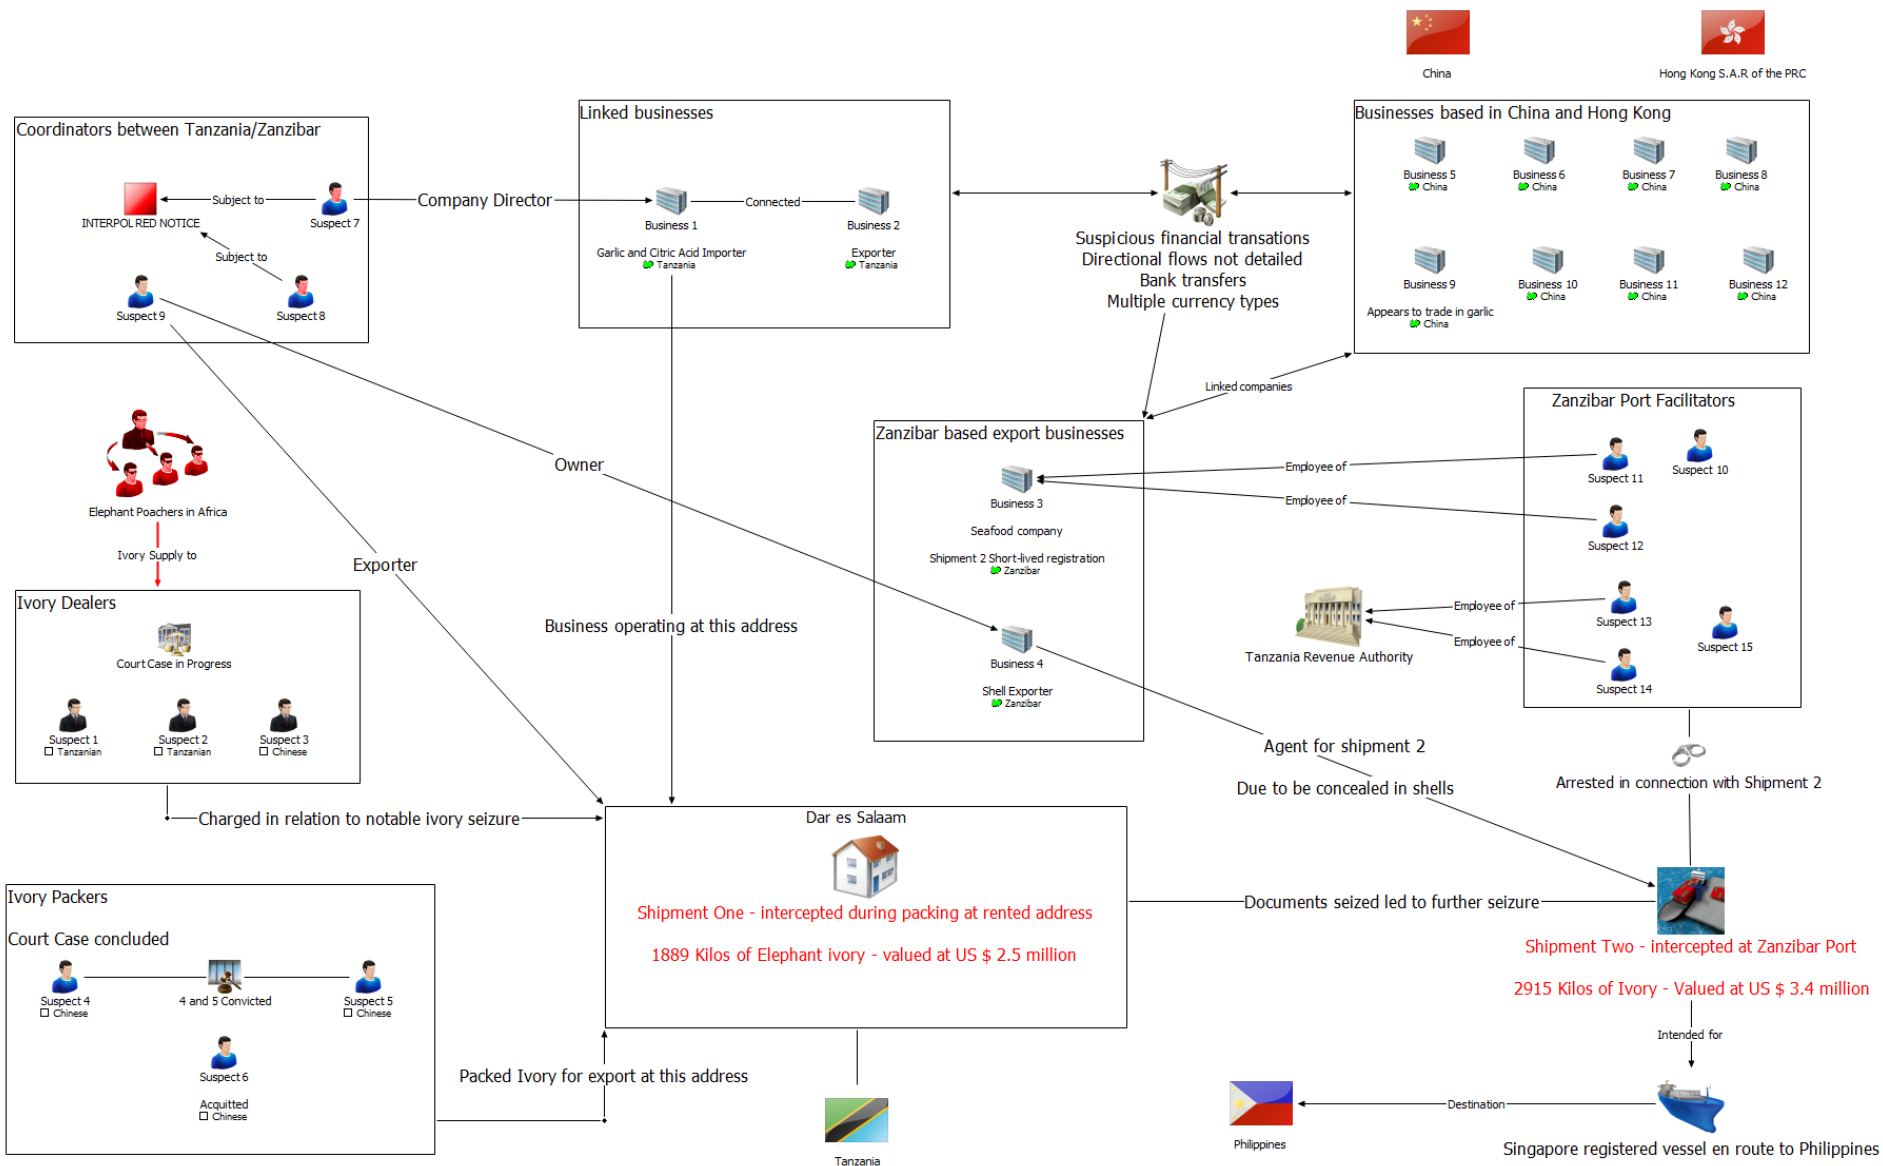 China
Hong Kong S.A.R of the PRC
Coordinators between Tanzania/Zanzibar
INTERPOL RED NOTICE
Subject to
Suspect 7
Subject to
Suspect 9
Suspect 8
Company Director
Linked businesses
Business 1
Connected
Business 2
Garlic and Citric Acid Importer
Tanzania
Exporter
Tanzania
Suspicious financial transations
Directional flows not detailed
Bank transfers
Multiple currency types
Businesses based in China and Hong Kong
Business 5
China
Business 6
China
Business 7
China
Business 8
China
Business 9
Appears to trade in garlic
China
Business 10
China
Business 11
China
Business 12
China
Linked companies
Elephant Poachers in Africa
Ivory Supply to
Owner
Exporter
Business operating at this address
Zanzibar based export businesses
Business 3
Seafood company
Shipment 2 Short-lived registration
Zanzibar
Business 4
Shell Exporter
Zanzibar
Zanzibar Port Facilitators
Suspect 10
Suspect 11
Employee of
Employee of
Suspect 12
Suspect 13
Employee of
Employee of
Suspect 15
Suspect 14
Tanzania Revenue Authority
Ivory Dealers
Court Case in Progress
Suspect 1
Tanzanian
Suspect 2
Tanzanian
Suspect 3
Chinese
Charged in relation to notable ivory seizure
Agent for shipment 2
Due to be concealed in shells
Arrested in connection with Shipment 2
Ivory Packers
Court Case concluded
Suspect 4
Chinese
4 and 5 Convicted
Suspect 5
Chinese
Suspect 6
Acquitted
Chinese
Packed Ivory for export at this address
Dar es Salaam
Shipment One - intercepted during packing at rented address
1889 Kilos of Elephant ivory - valued at US $ 2.5 million
Tanzania
Documents seized led to further seizure
Shipment Two - intercepted at Zanzibar Port
2915 Kilos of Ivory - Valued at US $ 3.4 million
Intended for
Destination
Philippines
Singapore registered vessel en route to Philippines